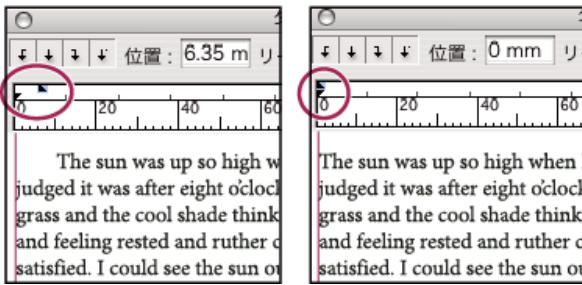 位置： 6.35 m リ
0 20 40 60
The sun was up so high w
judged it was after eight o'clock
grass and the cool shade think
and feeling rested and ruther c
satisfied. I could see the sun ou
位置： 0 mm リ
0 20 40 60
The sun was up so high when
judged it was after eight o'clock
grass and the cool shade think
and feeling rested and ruther c
satisfied. I could see the sun ou